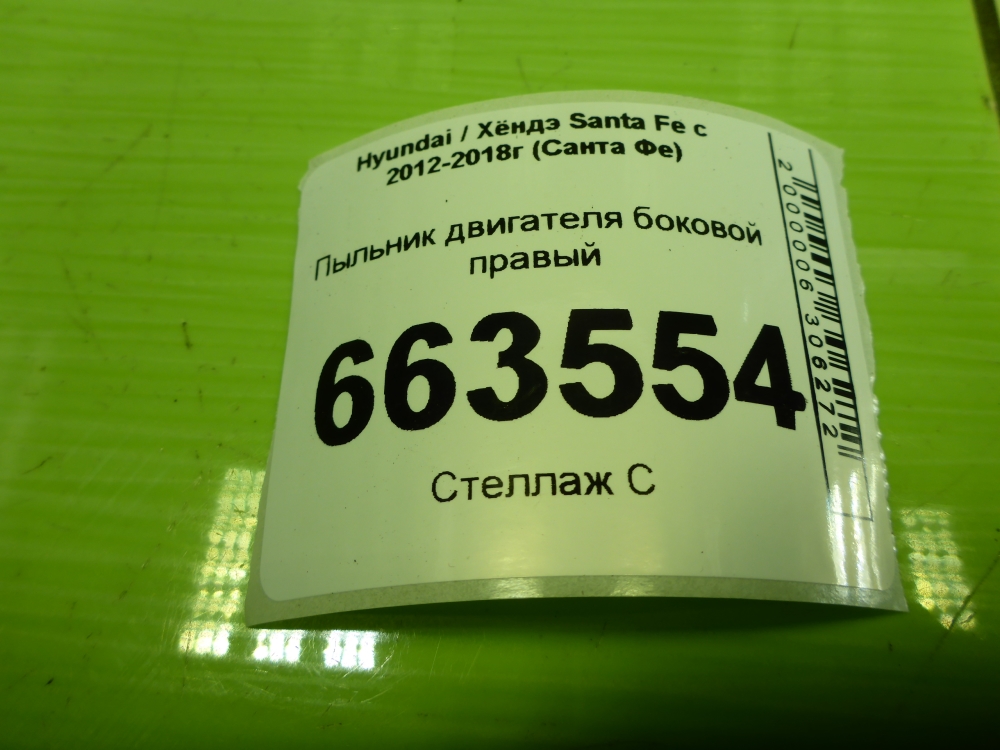 Hyundai / Хёндэ Santa Fe с
2012-2018г (Санта Фе)
Пыльник двигателя боковой
правый
663554
Стеллаж С
2000006306272